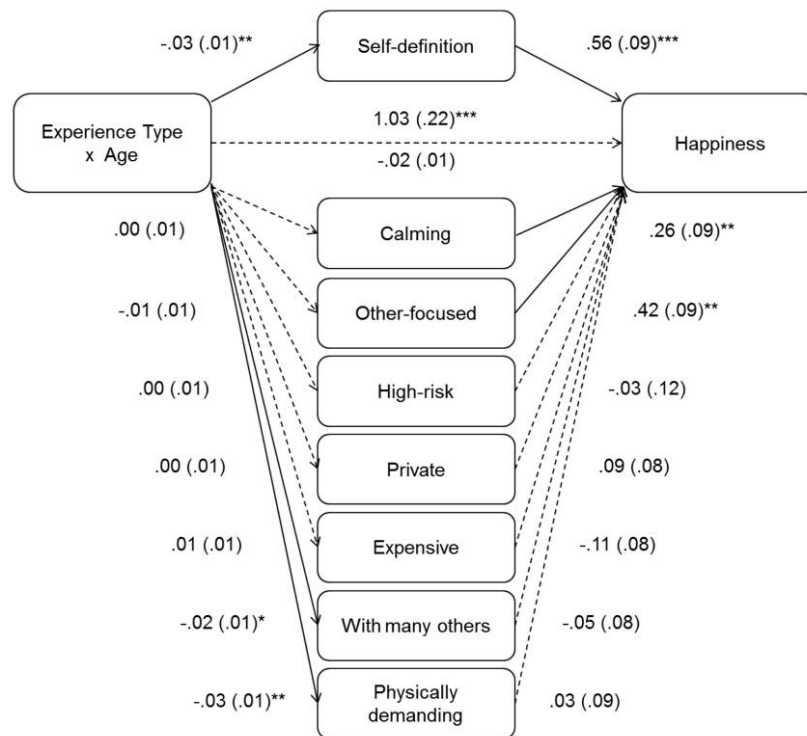 -.03 (.01)**
Self-definition
.56 (.09)***
Experience Type
x Age
1.03 (.22)***
-.02 (.01)
Happiness
.00 (.01)
Calming
.26 (.09)**
-.01 (.01)
Other-focused
.42 (.09)**
.00 (.01)
High-risk
-.03 (.12)
.00 (.01)
Private
.09 (.08)
.01 (.01)
Expensive
-.11 (.08)
-.02 (.01)*
With many others
-.05 (.08)
-.03 (.01)**
Physically
demanding
.03 (.09)